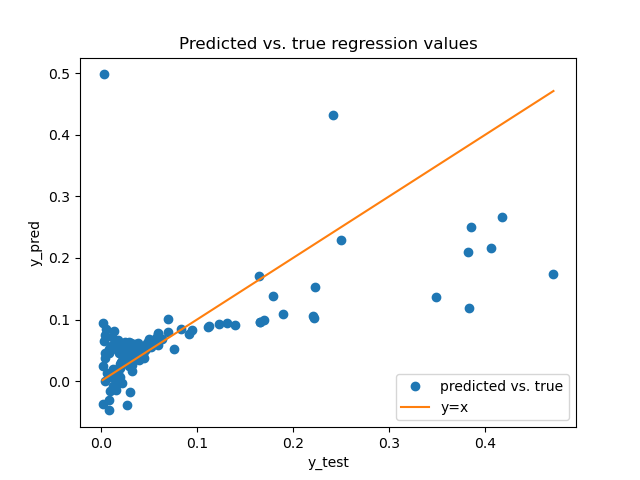 Predicted vs. true regression values
0.5
0.4
0.3
0.2
0.1
0.0
y_pred
predicted vs. true
y=x
0.0 0.1 0.2 0.3 0.4
y_test